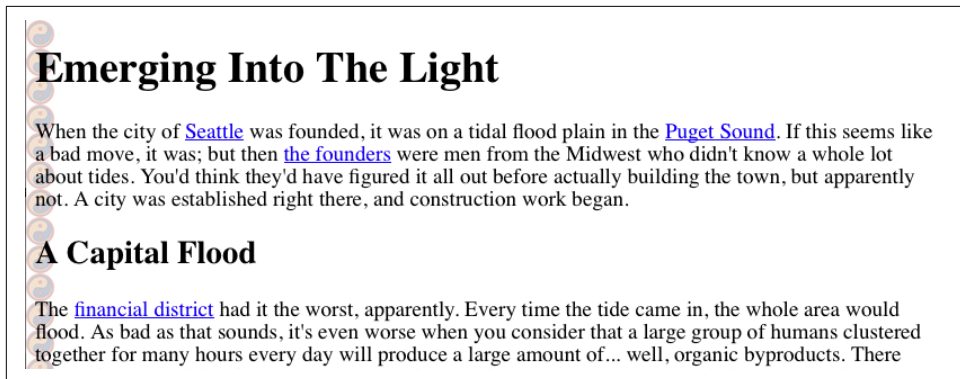 Emerging Into The Light
When the city of Seattle was founded, it was on a tidal flood plain in the Puget Sound. If this seems like
a bad move, it was; but then the founders were men from the Midwest who didn't know a whole lot
about tides. You'd think they'd have figured it all out before actually building the town, but apparently
not. A city was established right there, and construction work began.
A Capital Flood
The financial district had it the worst, apparently. Every time the tide came in, the whole area would
flood. As bad as that sounds, it's even worse when you consider that a large group of humans clustered
together for many hours every day will produce a large amount of... well, organic byproducts. There